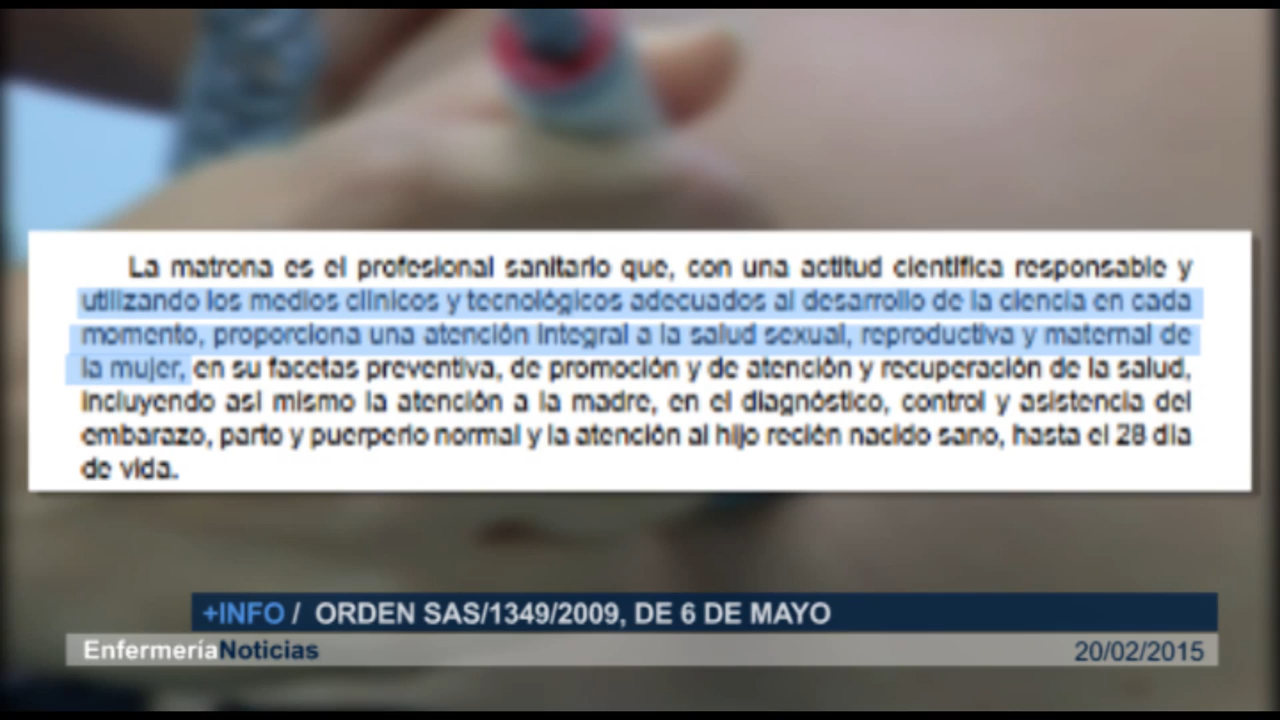 La matrona es el profesional sanitario que, con una actitud científica responsable y
utilizando los medios clínicos y tecnológicos adecuados al desarrollo de la ciencia en cada
momento, proporciona una atención integral a la salud sexual, reproductiva y maternal de
la mujer, en su facetas preventiva, de promoción y de atención y recuperación de la salud,
incluyendo así mismo la atención a la madre, en el diagnóstico, control y asistencia del
embarazo, parto y puerperio normal y la atención al hijo recién nacido sano, hasta el 28 día
de vida.
+INFO / ORDEN SAS/1349/2009, DE 6 DE MAYO
EnfermeríaNoticias 20/02/2015